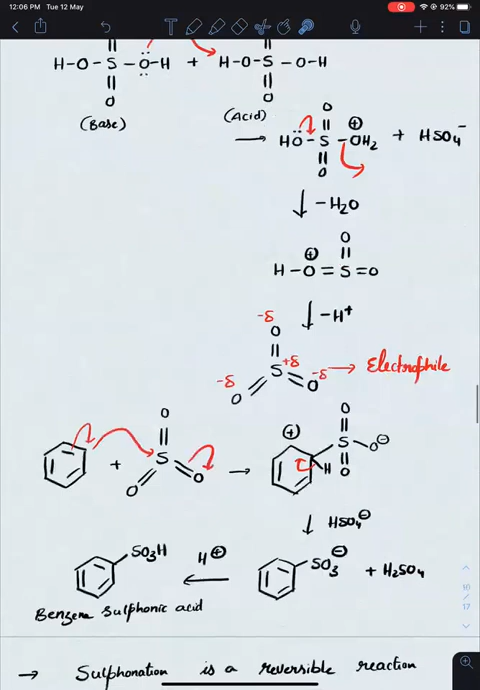 12:06 PM Tue 12 May
92%
O O
H-O-S-Ö-H + H-O-S-O-H
O O
(Base) (Acid)
O ⊕
→ HÖ-S-OH₂ + HSO₄⁻
O
↓ -H₂O
⊕ O
H-O=S=O
↓ -H⁺
-δ
O
S +δ -δ → Electrophile
-δ O O
O O
⊕ S-O⊖
+ S → H O
O O
↓ HSO₄⊖
SO₃H H⊕ SO₃⊖ + H₂SO₄
←
Benzene Sulphonic acid
10
/
17
→ Sulphonation is a reversible reaction